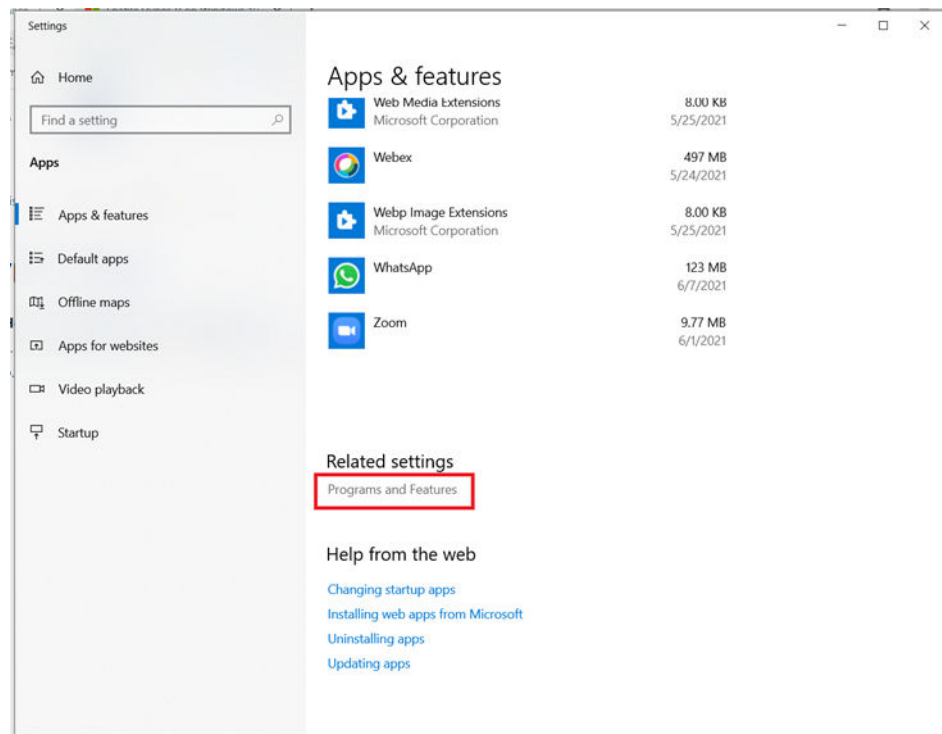 Settings
Home
Find a setting
Apps
Apps & features
Default apps
Offline maps
Apps for websites
Video playback
Startup
Apps & features
Web Media Extensions 8.00 KB
Microsoft Corporation 5/25/2021
Webex 497 MB
5/24/2021
Webp Image Extensions 8.00 KB
Microsoft Corporation 5/25/2021
WhatsApp 123 MB
6/7/2021
Zoom 9.77 MB
6/1/2021
Related settings
Programs and Features
Help from the web
Changing startup apps
Installing web apps from Microsoft
Uninstalling apps
Updating apps